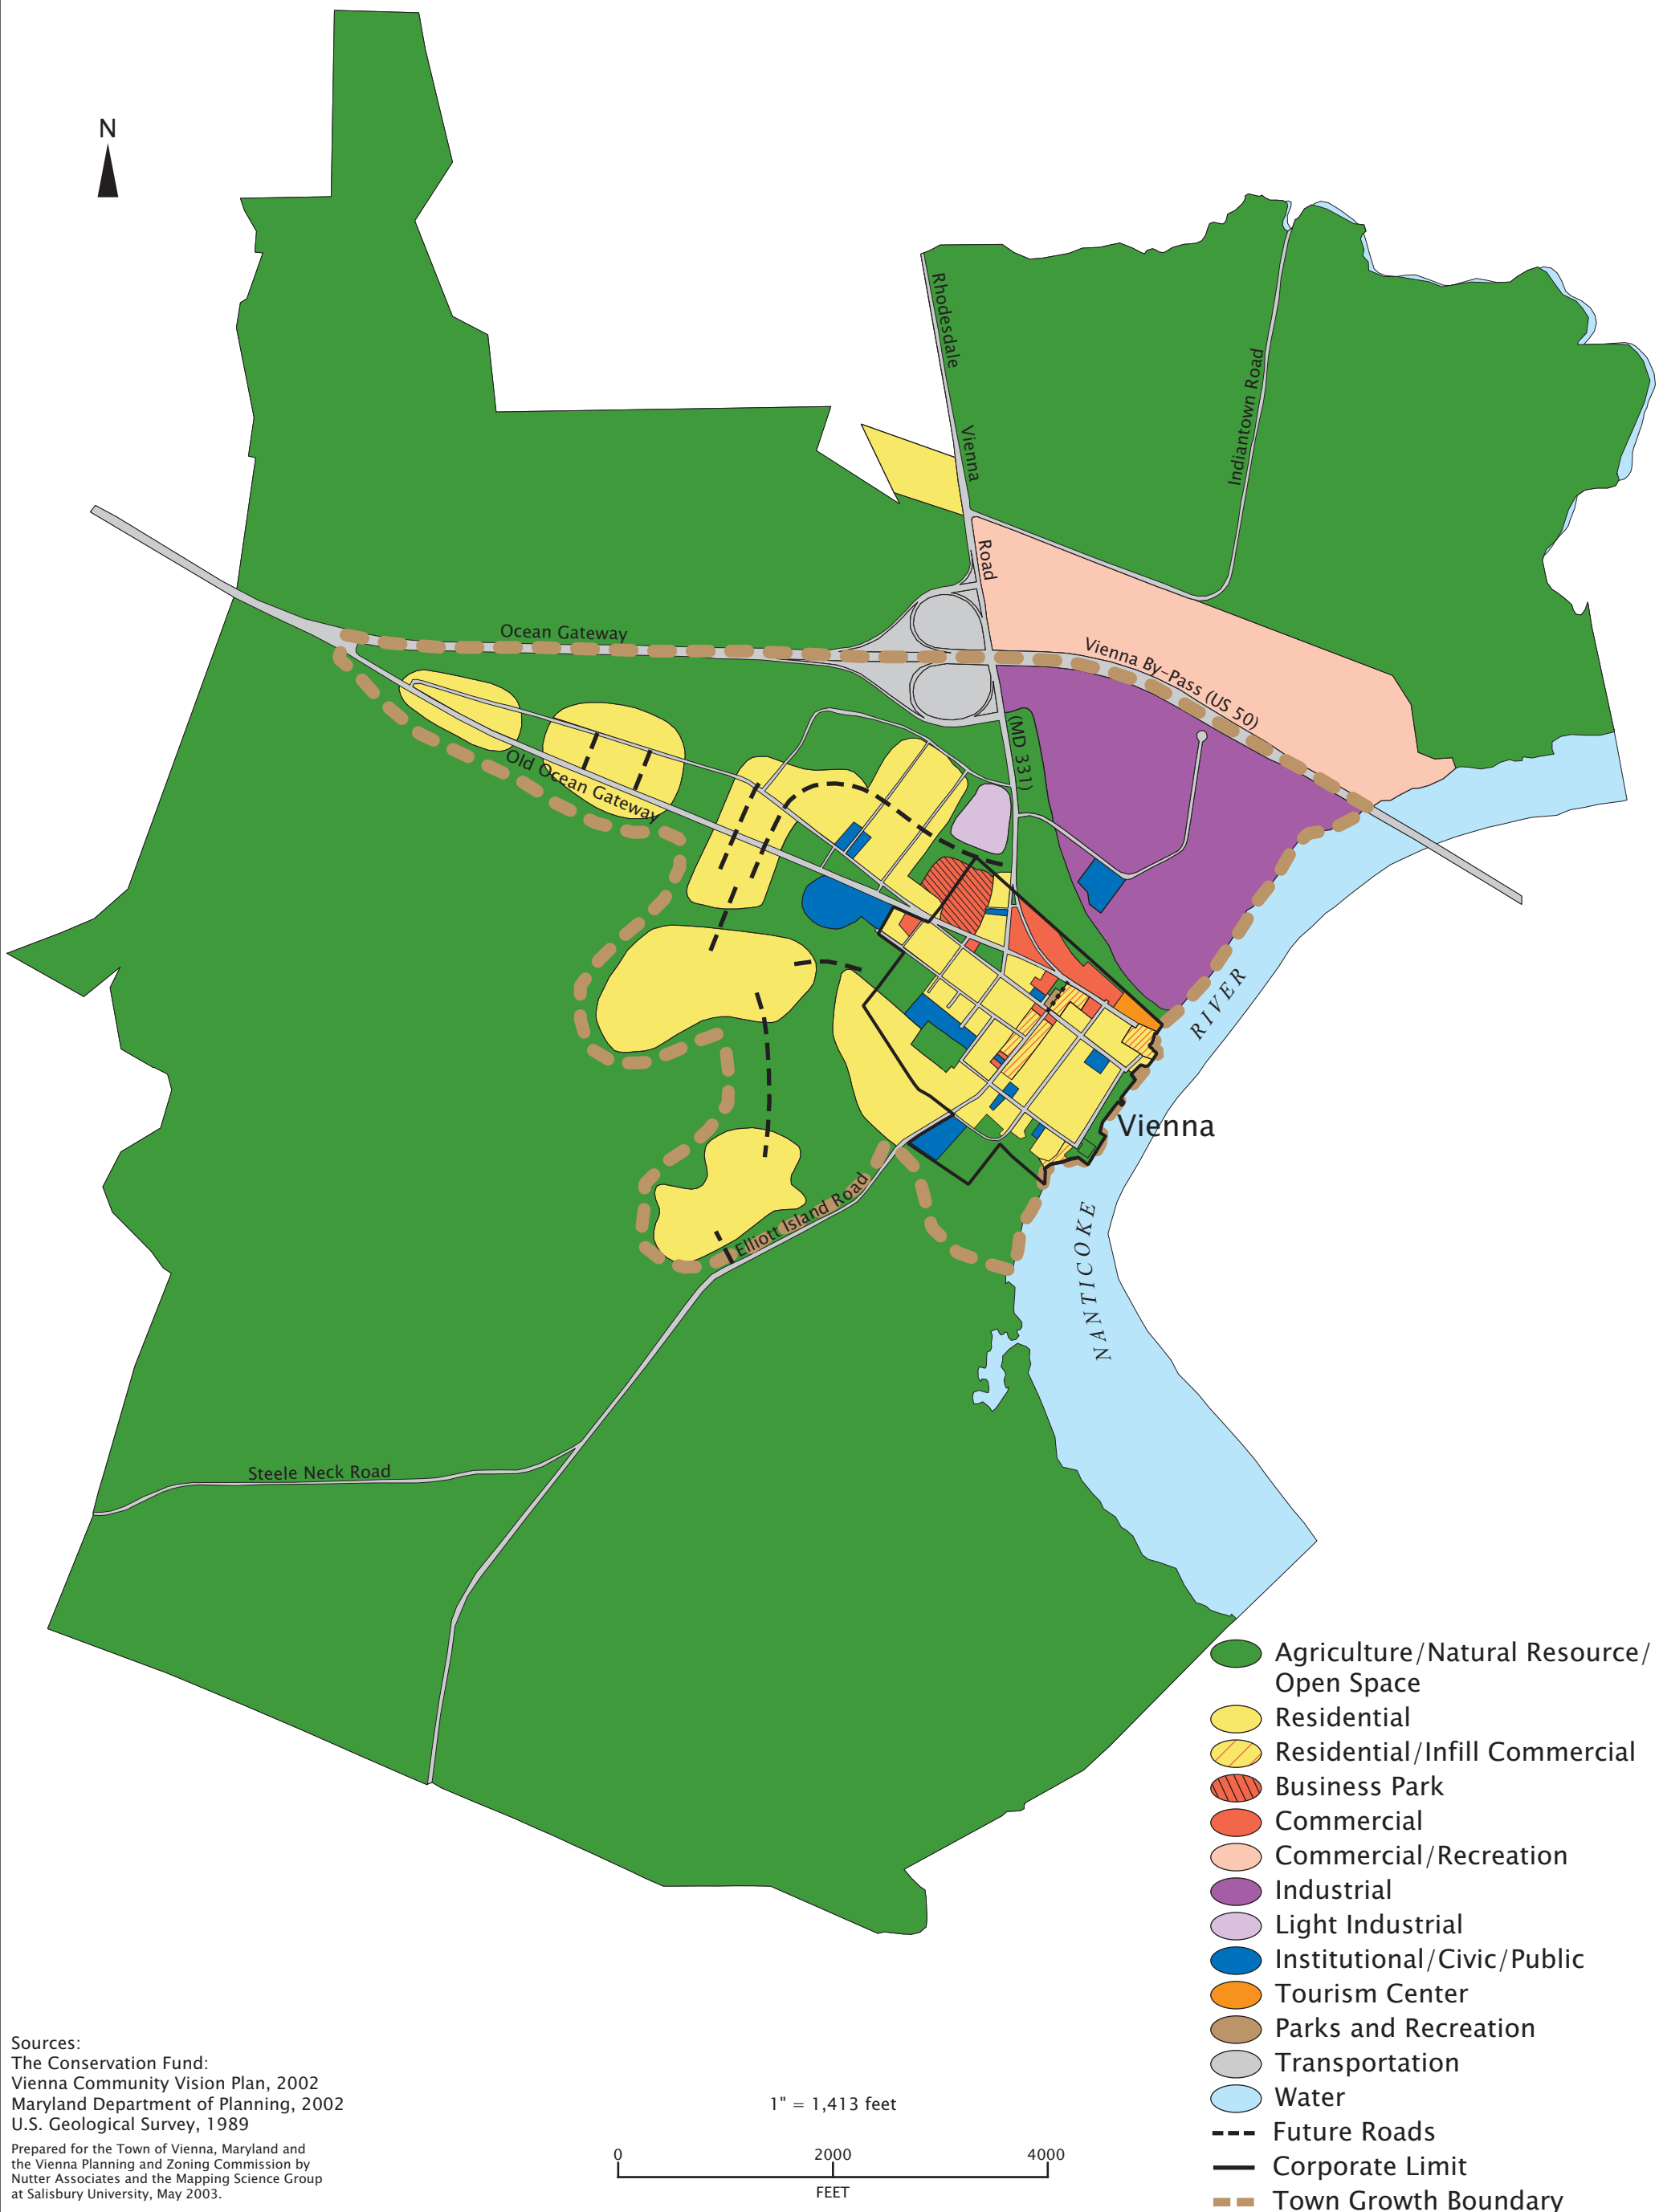 N
Rhodesdale
Vienna
Road
Indiantown Road
Ocean Gateway
Vienna By-Pass (US 50)
(MD 331)
Old Ocean Gateway
RIVER
Vienna
NANTICOKE
Elliott Island Road
Steele Neck Road
Agriculture/Natural Resource/
Open Space
Residential
Residential/Infill Commercial
Business Park
Commercial
Commercial/Recreation
Industrial
Light Industrial
Institutional/Civic/Public
Tourism Center
Parks and Recreation
Transportation
Water
Future Roads
Corporate Limit
Town Growth Boundary
Sources:
The Conservation Fund:
Vienna Community Vision Plan, 2002
Maryland Department of Planning, 2002
U.S. Geological Survey, 1989
Prepared for the Town of Vienna, Maryland and
the Vienna Planning and Zoning Commission by
Nutter Associates and the Mapping Science Group
at Salisbury University, May 2003.
1" = 1,413 feet
0 2000 4000
FEET